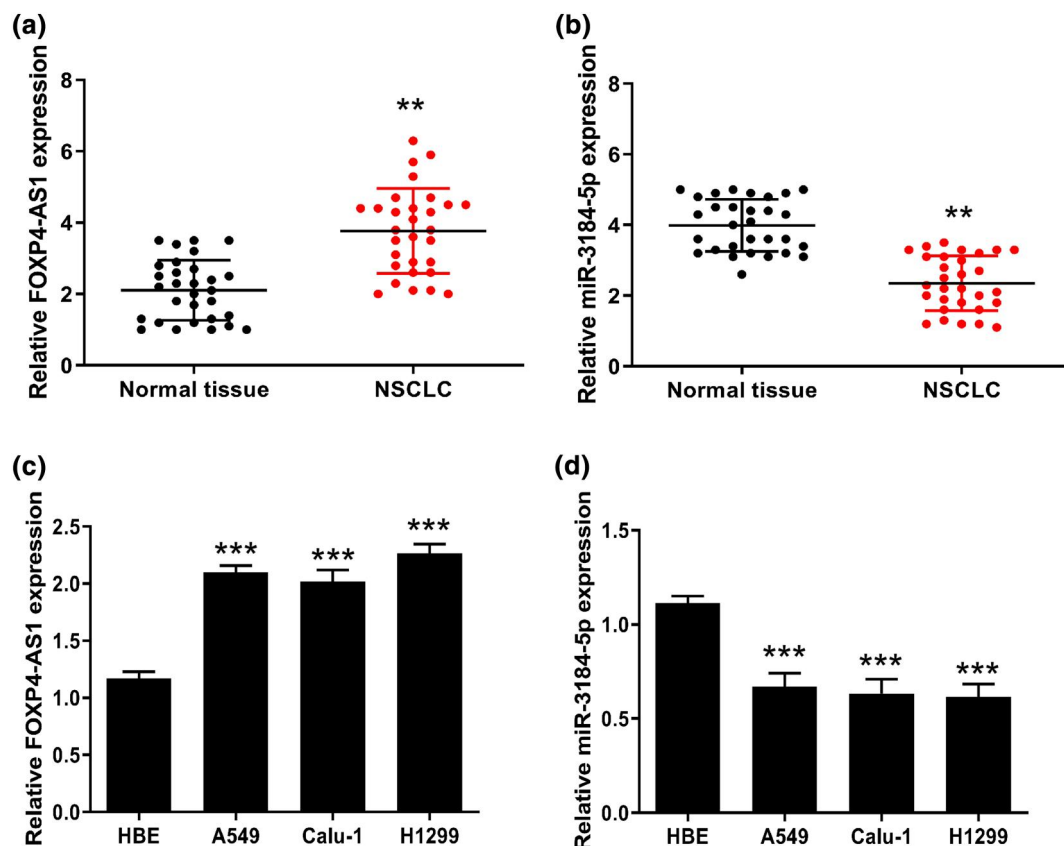 (a)
Relative FOXP4-AS1 expression
8
6
4
2
0
**
Normal tissue
NSCLC
(b)
Relative miR-3184-5p expression
8
6
4
2
0
**
Normal tissue
NSCLC
(c)
Relative FOXP4-AS1 expression
2.5
2.0
1.5
1.0
0.5
0.0
***
***
***
HBE
A549
Calu-1
H1299
(d)
Relative miR-3184-5p expression
1.5
1.0
0.5
0.0
***
***
***
HBE
A549
Calu-1
H1299